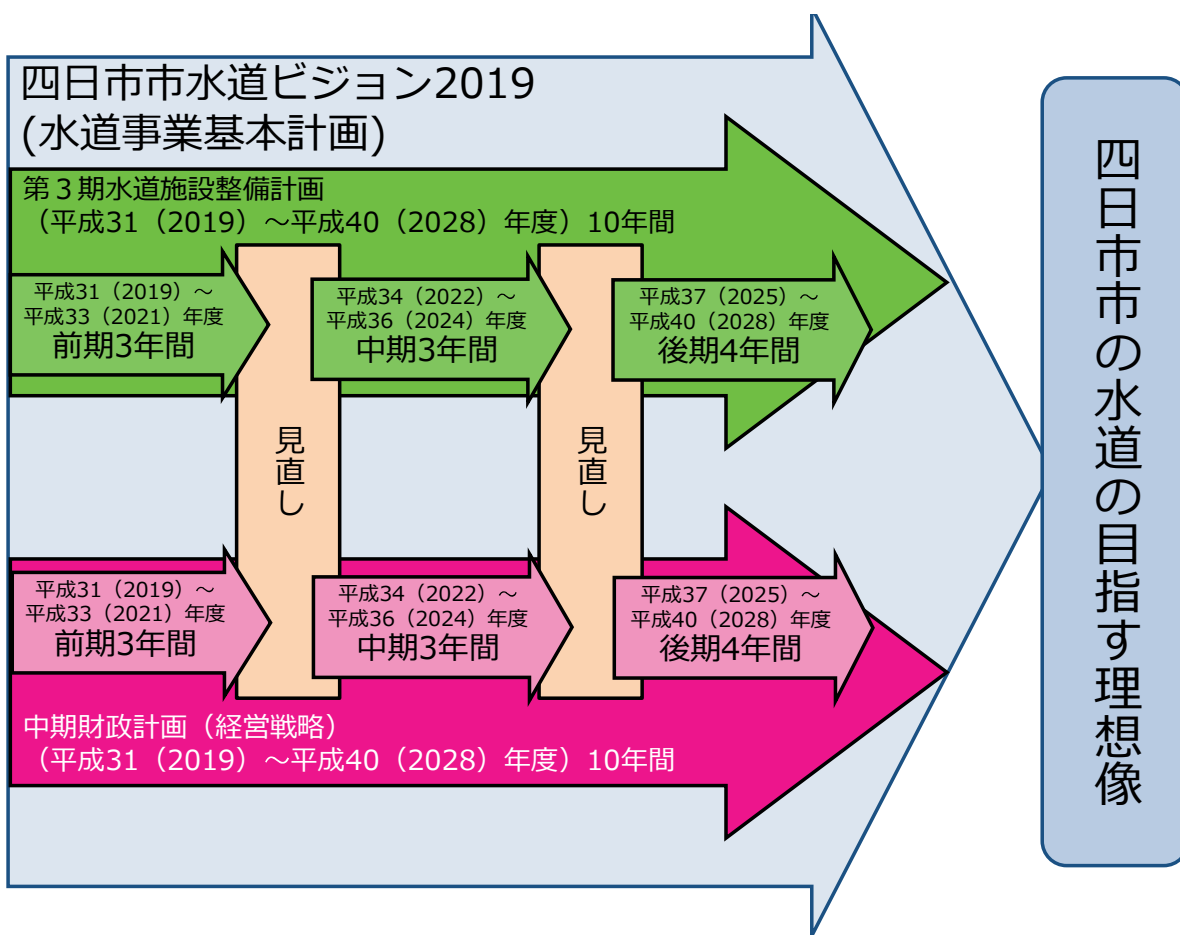 四日市市水道ビジョン2019
(水道事業基本計画)
第３期水道施設整備計画
（平成31（2019）～平成40（2028）年度）10年間
平成31（2019）～
平成33（2021）年度
前期3年間
平成34（2022）～
平成36（2024）年度
中期3年間
平成37（2025）～
平成40（2028）年度
後期4年間
見直し
見直し
平成31（2019）～
平成33（2021）年度
前期3年間
平成34（2022）～
平成36（2024）年度
中期3年間
平成37（2025）～
平成40（2028）年度
後期4年間
中期財政計画（経営戦略）
（平成31（2019）～平成40（2028）年度）10年間
四日市市の水道の目指す理想像